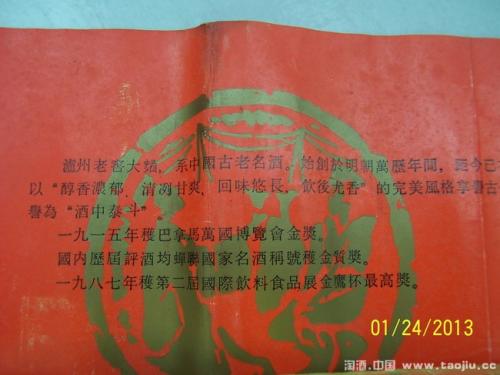 瀘州老窖大麯，系中國古老名酒。始創於明朝萬歷年間，距今已
以“醇香濃郁，清冽甘爽，回味悠長，飲後尤香”的完美風格享譽古
譽為“酒中泰斗”。
一九一五年獲巴拿馬萬國博覽會金獎。
國内歷屆評酒均蟬聯國家名酒稱號獲金質獎。
一九八七年獲第二屆國際飲料食品展金鷹杯最高獎。
01/24/2013
淘酒.中国 www.taojiu.cc